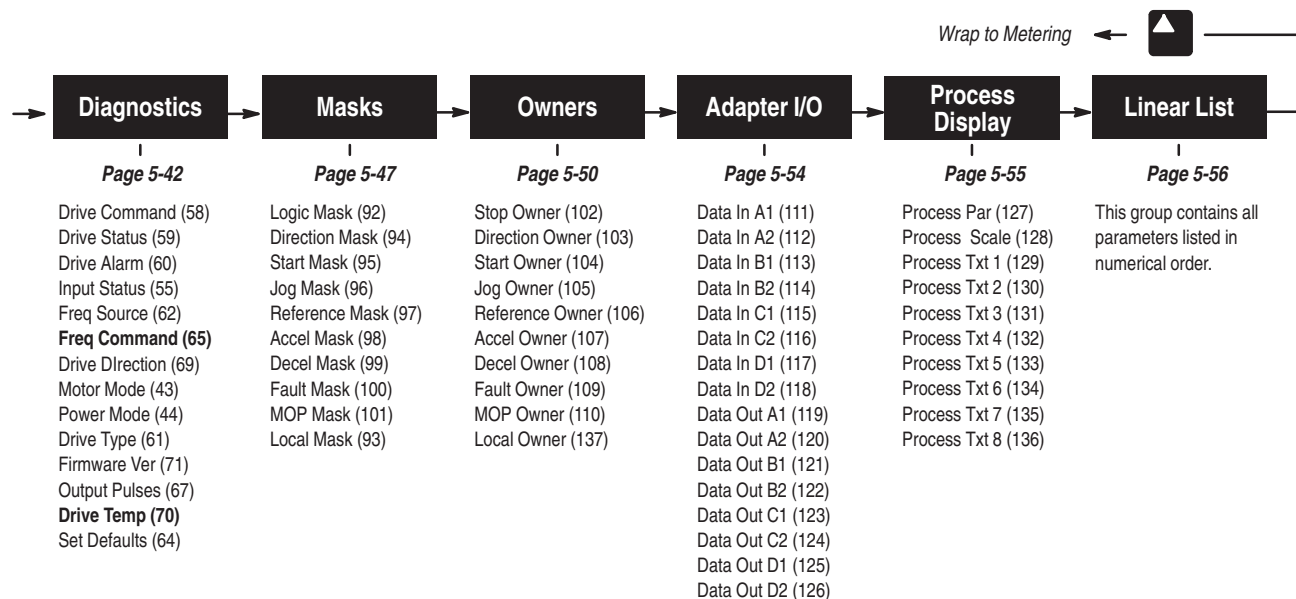 Wrap to Metering
Diagnostics
Page 5-42
Drive Command (58)
Drive Status (59)
Drive Alarm (60)
Input Status (55)
Freq Source (62)
Freq Command (65)
Drive DIrection (69)
Motor Mode (43)
Power Mode (44)
Drive Type (61)
Firmware Ver (71)
Output Pulses (67)
Drive Temp (70)
Set Defaults (64)
Masks
Page 5-47
Logic Mask (92)
Direction Mask (94)
Start Mask (95)
Jog Mask (96)
Reference Mask (97)
Accel Mask (98)
Decel Mask (99)
Fault Mask (100)
MOP Mask (101)
Local Mask (93)
Owners
Page 5-50
Stop Owner (102)
Direction Owner (103)
Start Owner (104)
Jog Owner (105)
Reference Owner (106)
Accel Owner (107)
Decel Owner (108)
Fault Owner (109)
MOP Owner (110)
Local Owner (137)
Adapter I/O
Page 5-54
Data In A1 (111)
Data In A2 (112)
Data In B1 (113)
Data In B2 (114)
Data In C1 (115)
Data In C2 (116)
Data In D1 (117)
Data In D2 (118)
Data Out A1 (119)
Data Out A2 (120)
Data Out B1 (121)
Data Out B2 (122)
Data Out C1 (123)
Data Out C2 (124)
Data Out D1 (125)
Data Out D2 (126)
Process
Display
Page 5-55
Process Par (127)
Process Scale (128)
Process Txt 1 (129)
Process Txt 2 (130)
Process Txt 3 (131)
Process Txt 4 (132)
Process Txt 5 (133)
Process Txt 6 (134)
Process Txt 7 (135)
Process Txt 8 (136)
Linear List
Page 5-56
This group contains all
parameters listed in
numerical order.